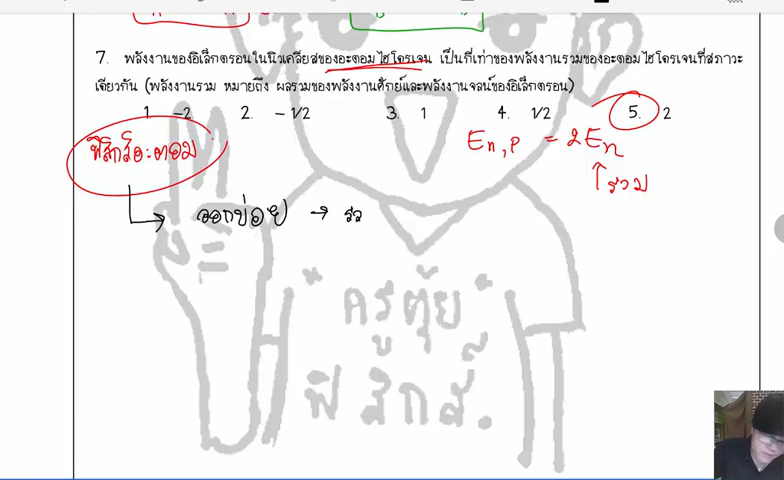 7. พลังงานของอิเล็กตรอนในนิวเคลียสของอะตอมไฮโดรเจน เป็นกี่เท่าของพลังงานรวมของอะตอมไฮโดรเจนที่สภาวะ
เดียวกัน (พลังงานรวม หมายถึง ผลรวมของพลังงานศักย์และพลังงานจลน์ของอิเล็กตรอน)
1. -2 2. - 1/2 3. 1 4. 1/2 5. 2
ฟิสิกส์อะตอม
E n,p = 2En
↑รวม
ออกบ่อย → รว
"ครูตุ้ย"
ฟิสิกส์.